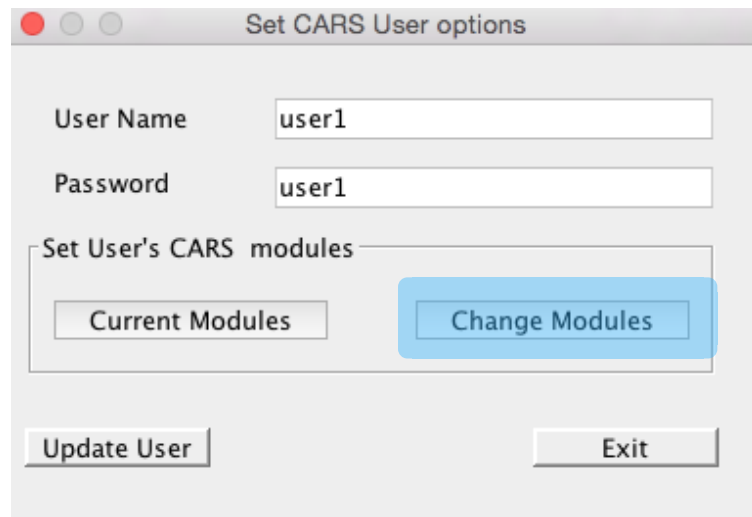 Set CARS User options
User Name user1
Password user1
Set User's CARS modules
Current Modules Change Modules
Update User Exit